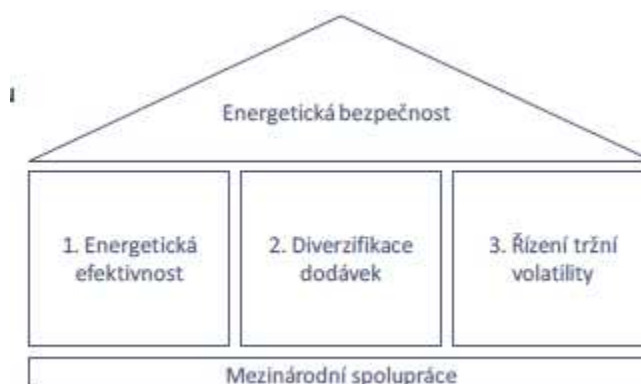 Energetická bezpečnost
1. Energetická
efektivnost
2. Diverzifikace
dodávek
3. Řízení tržní
volatility
Mezinárodní spolupráce